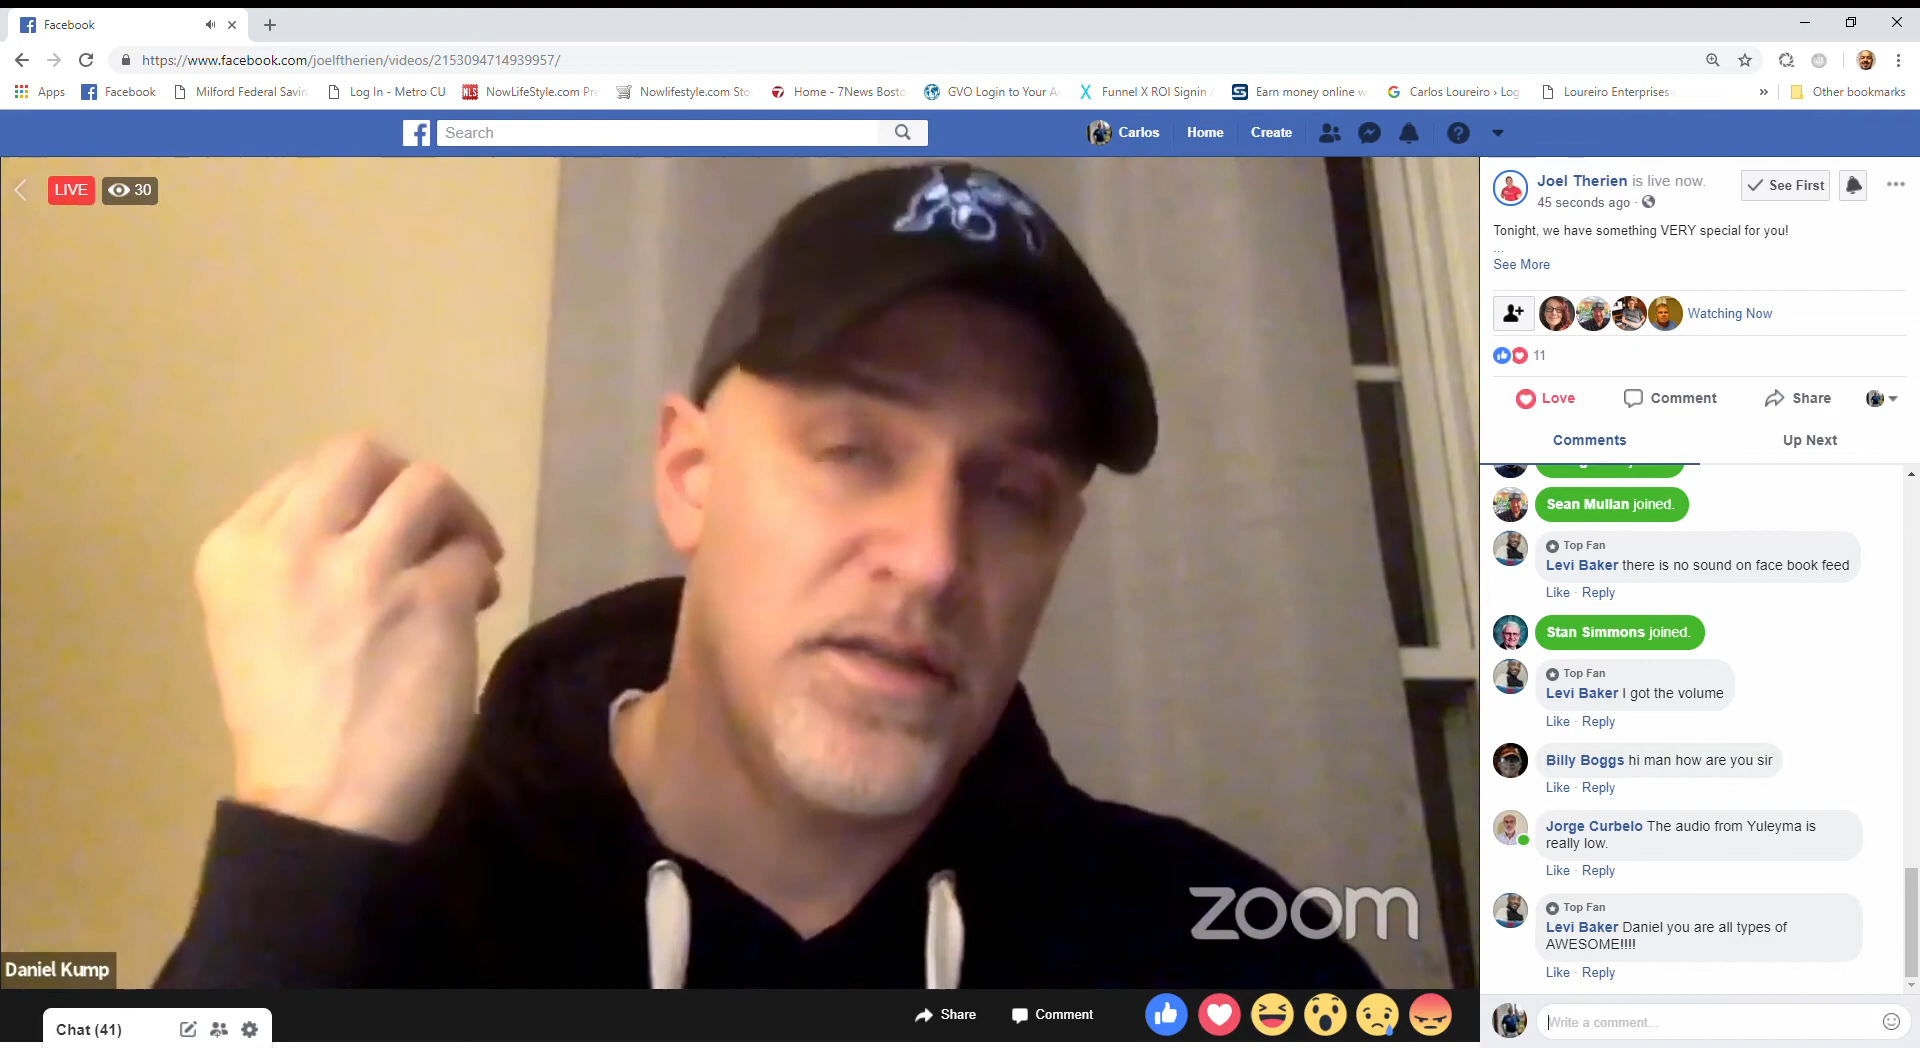 Facebook
https://www.facebook.com/joelftherien/videos/2153094714939957/
Apps
Facebook
Milford Federal Savin
Log In - Metro CU
NowLifeStyle.com Pre
Nowlifestyle.com Sto
Home - 7News Bosto
GVO Login to Your A
Funnel X ROI Signin
Earn money online w
Carlos Loureiro › Log
Loureiro Enterprises
»
Other bookmarks
Search
Carlos
Home
Create
LIVE
30
Joel Therien is live now.
45 seconds ago ·
See First
Tonight, we have something VERY special for you!
...
See More
Watching Now
11
Love
Comment
Share
Comments
Up Next
Sean Mullan joined.
Top Fan
Levi Baker there is no sound on face book feed
Like · Reply
Stan Simmons joined.
Top Fan
Levi Baker I got the volume
Like · Reply
Billy Boggs hi man how are you sir
Like · Reply
Jorge Curbelo The audio from Yuleyma is
really low.
Like · Reply
Top Fan
Levi Baker Daniel you are all types of
AWESOME!!!!
Like · Reply
zoom
Daniel Kump
Share
Comment
Chat (41)
Write a comment...